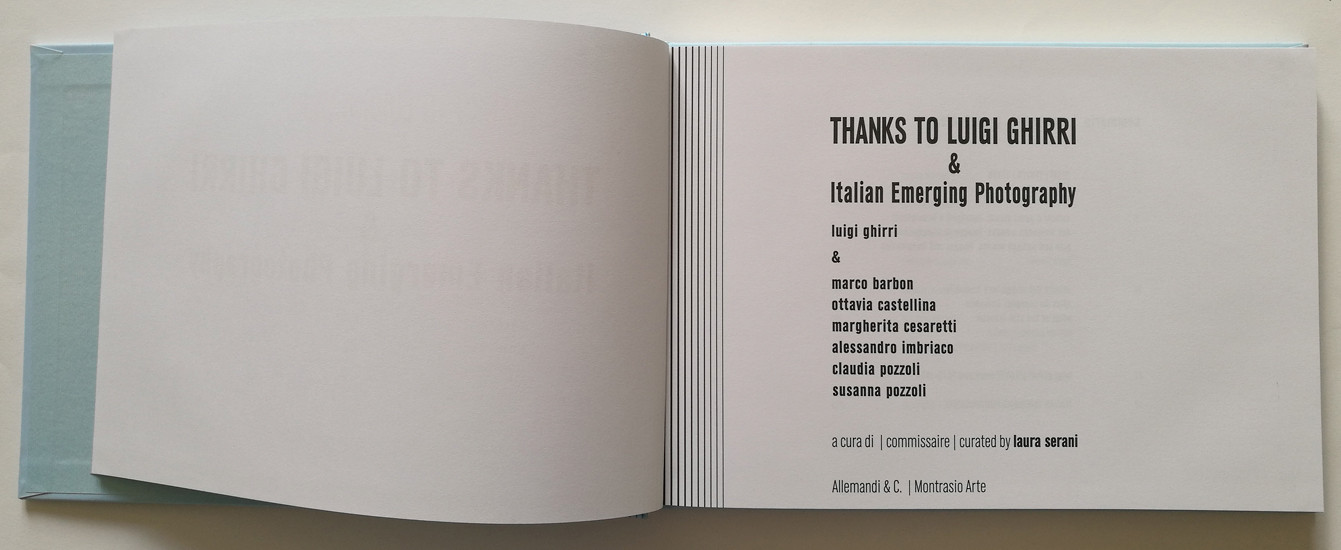 THANKS TO LUIGI GHIRRI
&
Italian Emerging Photography
luigi ghirri
&
marco barbon
ottavia castellina
margherita cesaretti
alessandro imbriaco
claudia pozzoli
susanna pozzoli
a cura di | commissaire | curated by laura serani
Allemandi & C. | Montrasio Arte